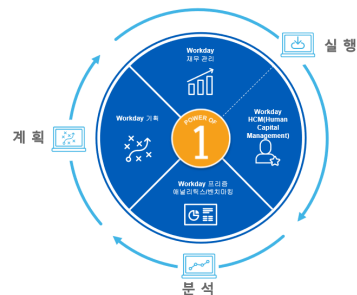 Workday
재무 관리
실 행
Workday
HCM(Human
Capital
Management)
Workday 기획
POWER OF
1
계 획
Workday 프리즘
애널리틱스/벤치마킹
분 석